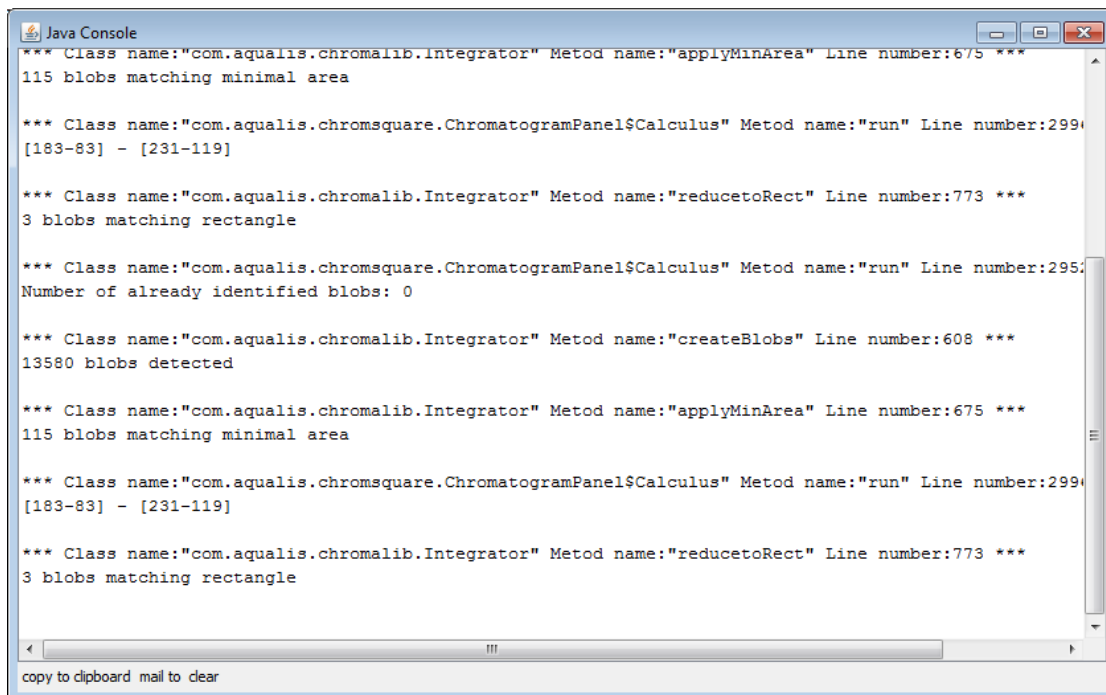 Java Console
*** Class name:"com.aqualis.chromalib.Integrator" Metod name:"applyMinArea" Line number:675 ***
115 blobs matching minimal area
*** Class name:"com.aqualis.chromsquare.ChromatogramPanel$Calculus" Metod name:"run" Line number:299
[183-83] - [231-119]
*** Class name:"com.aqualis.chromalib.Integrator" Metod name:"reducetoRect" Line number:773 ***
3 blobs matching rectangle
*** Class name:"com.aqualis.chromsquare.ChromatogramPanel$Calculus" Metod name:"run" Line number:295
Number of already identified blobs: 0
*** Class name:"com.aqualis.chromalib.Integrator" Metod name:"createBlobs" Line number:608 ***
13580 blobs detected
*** Class name:"com.aqualis.chromalib.Integrator" Metod name:"applyMinArea" Line number:675 ***
115 blobs matching minimal area
*** Class name:"com.aqualis.chromsquare.ChromatogramPanel$Calculus" Metod name:"run" Line number:299
[183-83] - [231-119]
*** Class name:"com.aqualis.chromalib.Integrator" Metod name:"reducetoRect" Line number:773 ***
3 blobs matching rectangle
copy to clipboard mail to clear